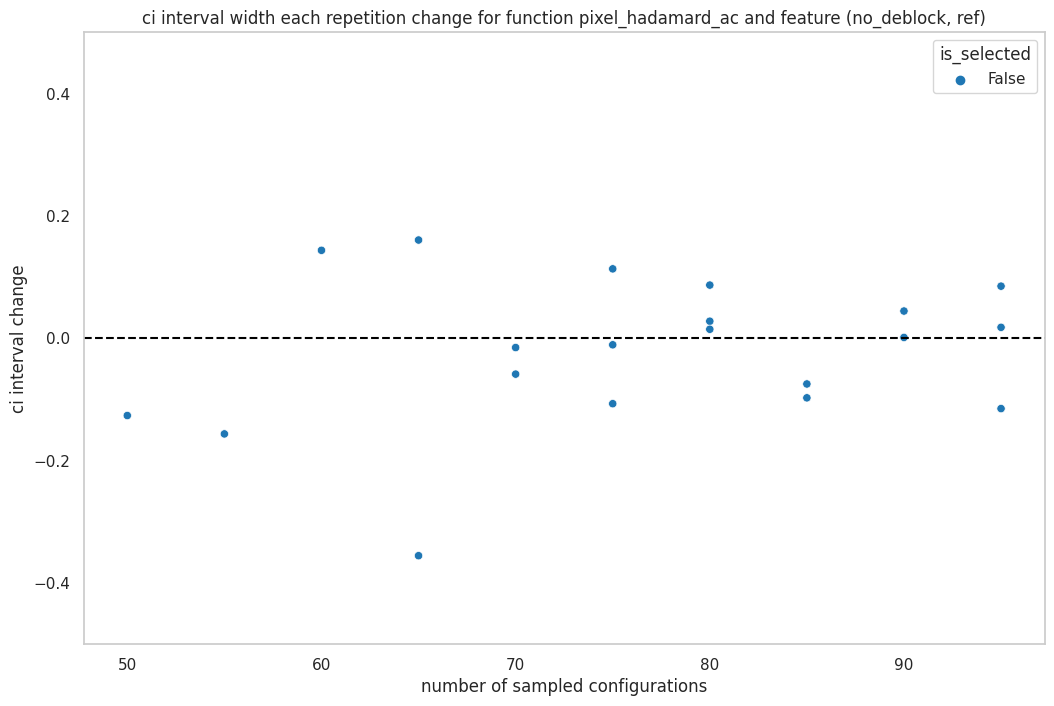 ci interval width each repetition change for function pixel_hadamard_ac and feature (no_deblock, ref)
is_selected
False
0.4
0.2
0.0
−0.2
−0.4
ci interval change
50
60
70
80
90
number of sampled configurations